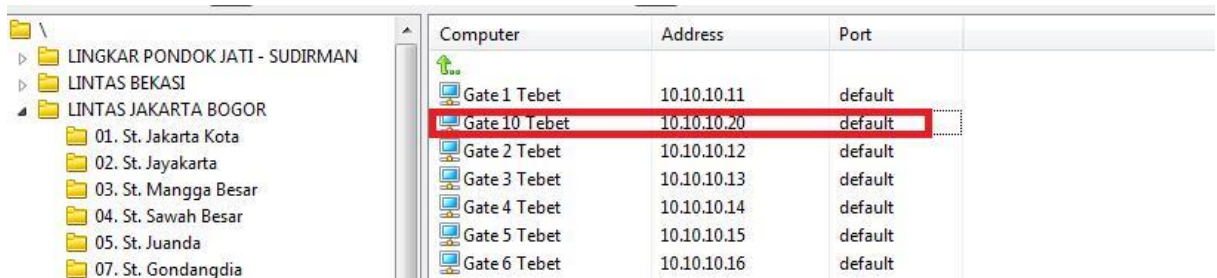 \
LINGKAR PONDOK JATI - SUDIRMAN
LINTAS BEKASI
LINTAS JAKARTA BOGOR
01. St. Jakarta Kota
02. St. Jayakarta
03. St. Mangga Besar
04. St. Sawah Besar
05. St. Juanda
07. St. Gondangdia
Computer Address Port
Gate 1 Tebet 10.10.10.11 default
Gate 10 Tebet 10.10.10.20 default
Gate 2 Tebet 10.10.10.12 default
Gate 3 Tebet 10.10.10.13 default
Gate 4 Tebet 10.10.10.14 default
Gate 5 Tebet 10.10.10.15 default
Gate 6 Tebet 10.10.10.16 default